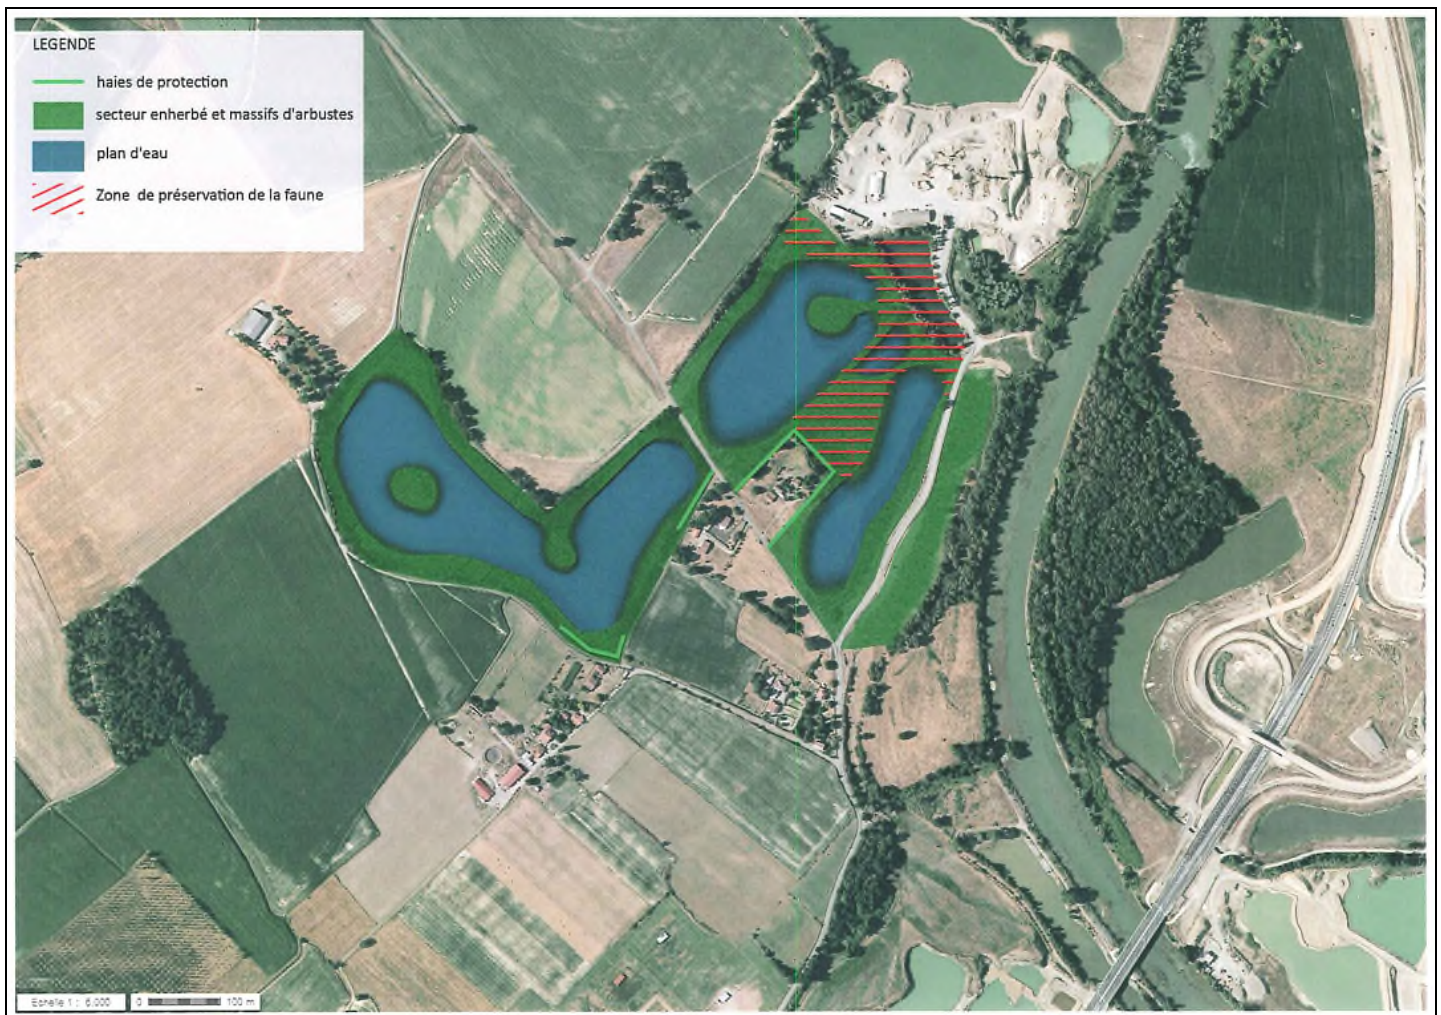 LEGENDE
haies de protection
secteur enherbé et massifs d'arbustes
plan d'eau
Zone de préservation de la faune
Echelle 1 : 6.000 0 100 m